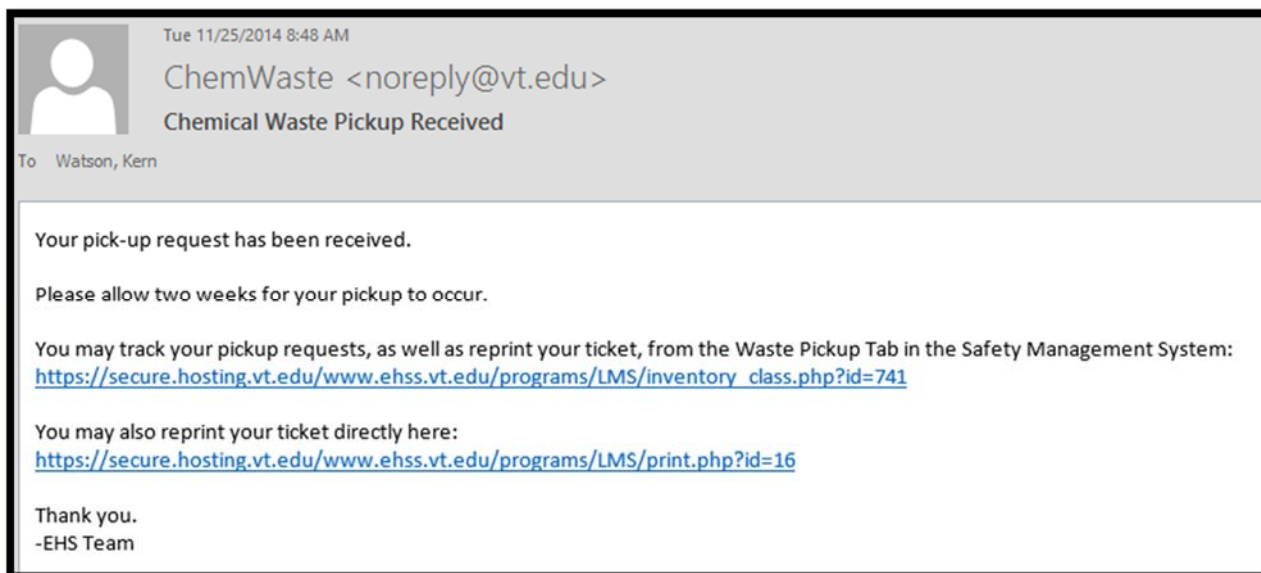 Tue 11/25/2014 8:48 AM
ChemWaste <noreply@vt.edu>
Chemical Waste Pickup Received
To Watson, Kern
Your pick-up request has been received.
Please allow two weeks for your pickup to occur.
You may track your pickup requests, as well as reprint your ticket, from the Waste Pickup Tab in the Safety Management System:
https://secure.hosting.vt.edu/www.ehss.vt.edu/programs/LMS/inventory_class.php?id=741
You may also reprint your ticket directly here:
https://secure.hosting.vt.edu/www.ehss.vt.edu/programs/LMS/print.php?id=16
Thank you.
-EHS Team